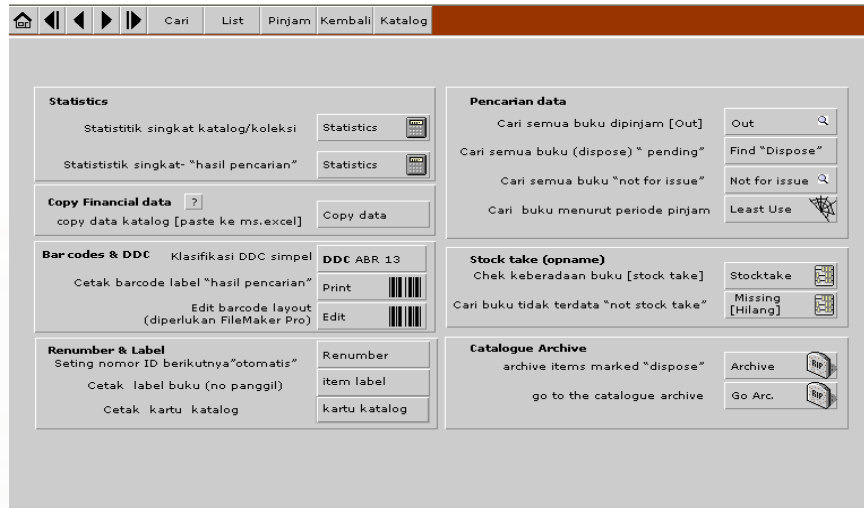 Cari List Pinjam Kembali Katalog
Statistics
Statistitik singkat katalog/koleksi Statistics
Statististik singkat- “hasil pencarian” Statistics
Copy Financial data ?
copy data katalog [paste ke ms.excel] Copy data
Bar codes & DDC Klasifikasi DDC simpel DDC ABR 13
Cetak barcode label “hasil pencarian” Print
Edit barcode layout
(diperlukan FileMaker Pro) Edit
Renumber & Label
Seting nomor ID berikutnya”otomatis” Renumber
Cetak label buku (no panggil) item label
Cetak kartu katalog kartu katalog
Pencarian data
Cari semua buku dipinjam [Out] Out
Cari semua buku (dispose) “ pending” Find “Dispose”
Cari semua buku “not for issue” Not for issue
Cari buku menurut periode pinjam Least Use
Stock take (opname)
Chek keberadaan buku [stock take] Stocktake
Cari buku tidak terdata “not stock take” Missing
[Hilang]
Catalogue Archive
archive items marked “dispose” Archive RIP
go to the catalogue archive Go Arc. RIP